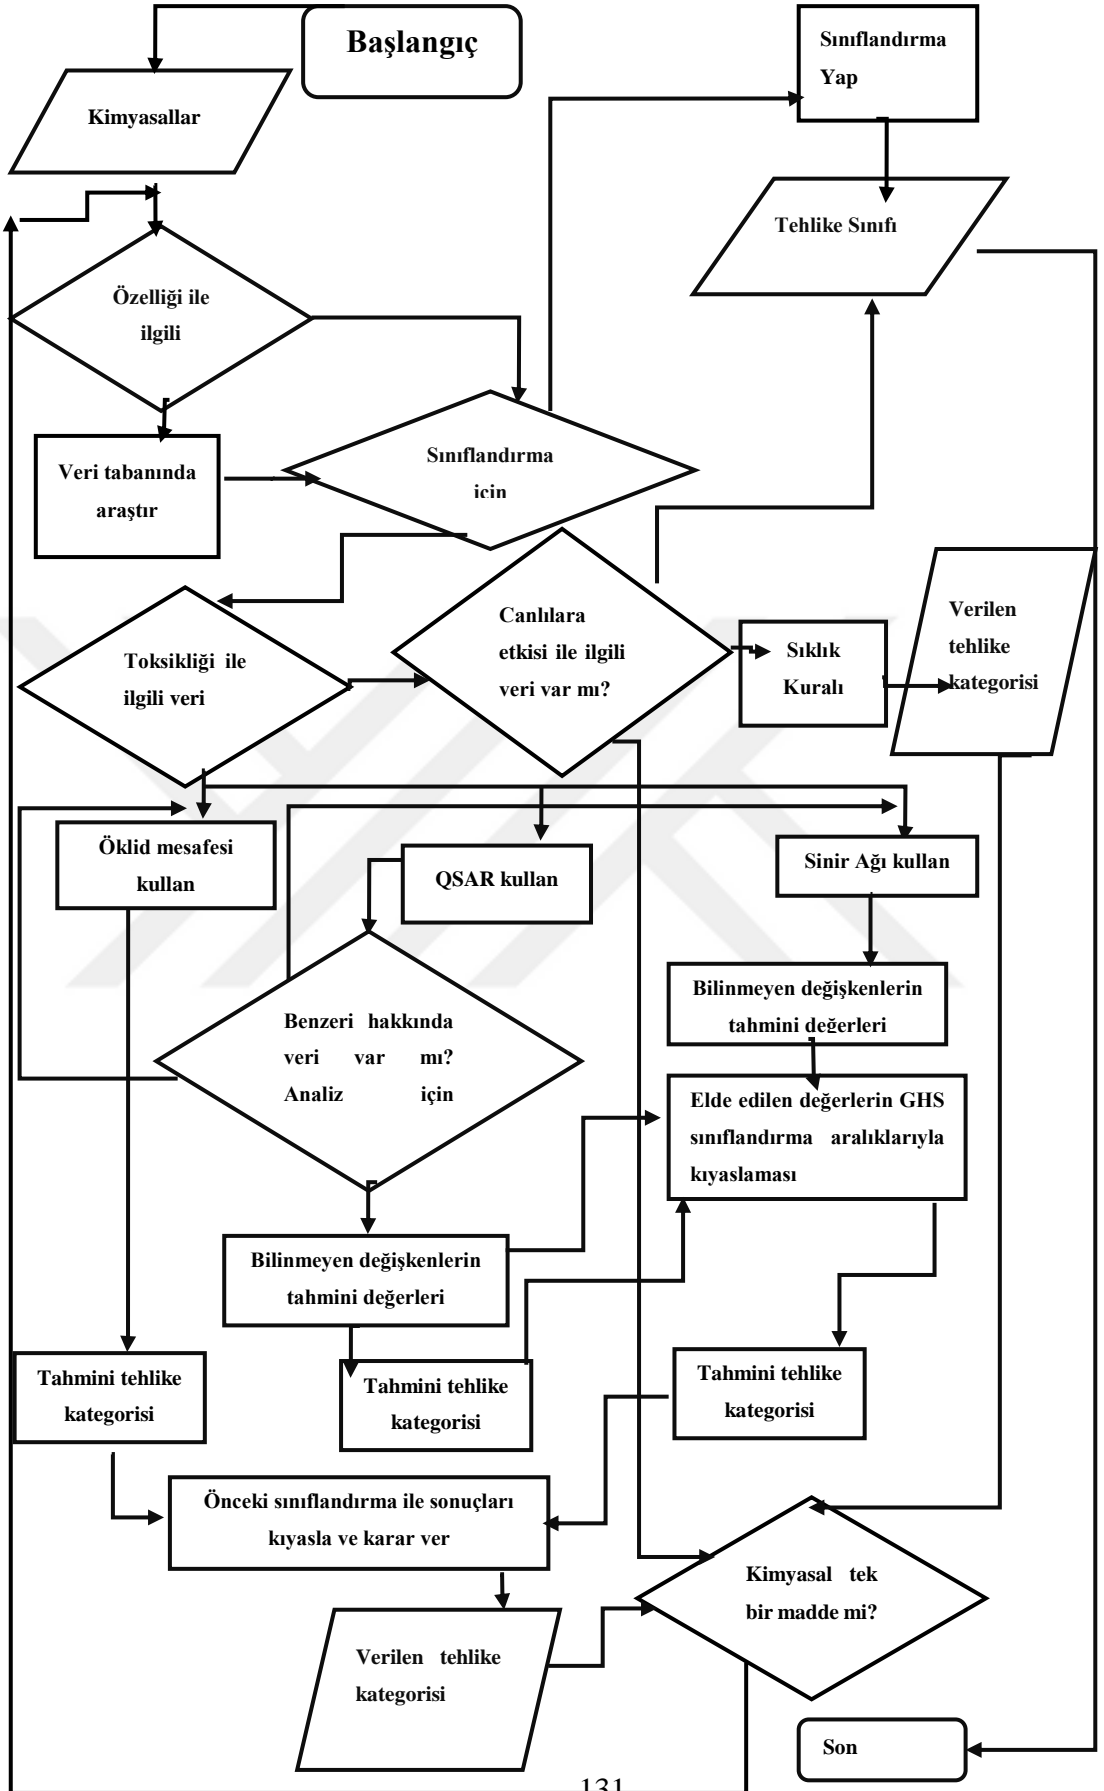 Başlangıç
Sınıflandırma
Yap
Kimyasallar
Tehlike Sınıfı
Özelliği ile
ilgili
Sınıflandırma
için
Veri tabanında
araştır
Canlılara
etkisi ile ilgili
veri var mı?
Sıklık
Kuralı
Verilen
tehlike
kategorisi
Toksikliği ile
ilgili veri
Öklid mesafesi
kullan
QSAR kullan
Sinir Ağı kullan
Bilinmeyen değişkenlerin
tahmini değerleri
Benzeri hakkında
veri var mı?
Analiz için
Elde edilen değerlerin GHS
sınıflandırma aralıklarıyla
kıyaslaması
Bilinmeyen değişkenlerin
tahmini değerleri
Tahmini tehlike
kategorisi
Tahmini tehlike
kategorisi
Tahmini tehlike
kategorisi
Önceki sınıflandırma ile sonuçları
kıyasla ve karar ver
Kimyasal tek
bir madde mi?
Verilen tehlike
kategorisi
Son
131